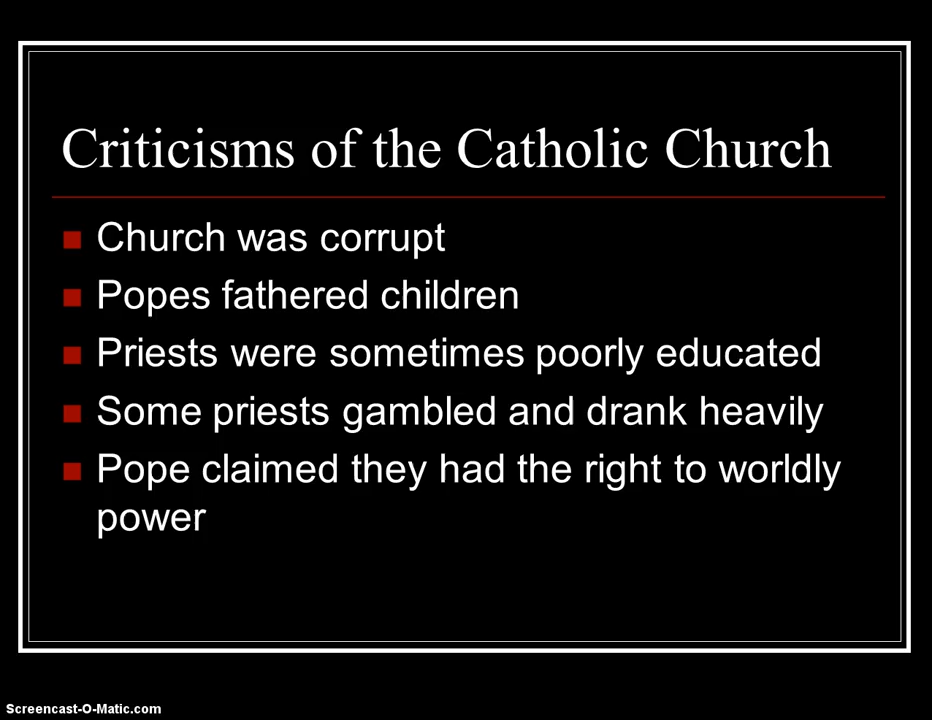 Criticisms of the Catholic Church
Church was corrupt
Popes fathered children
Priests were sometimes poorly educated
Some priests gambled and drank heavily
Pope claimed they had the right to worldly
power
Screencast-O-Matic.com